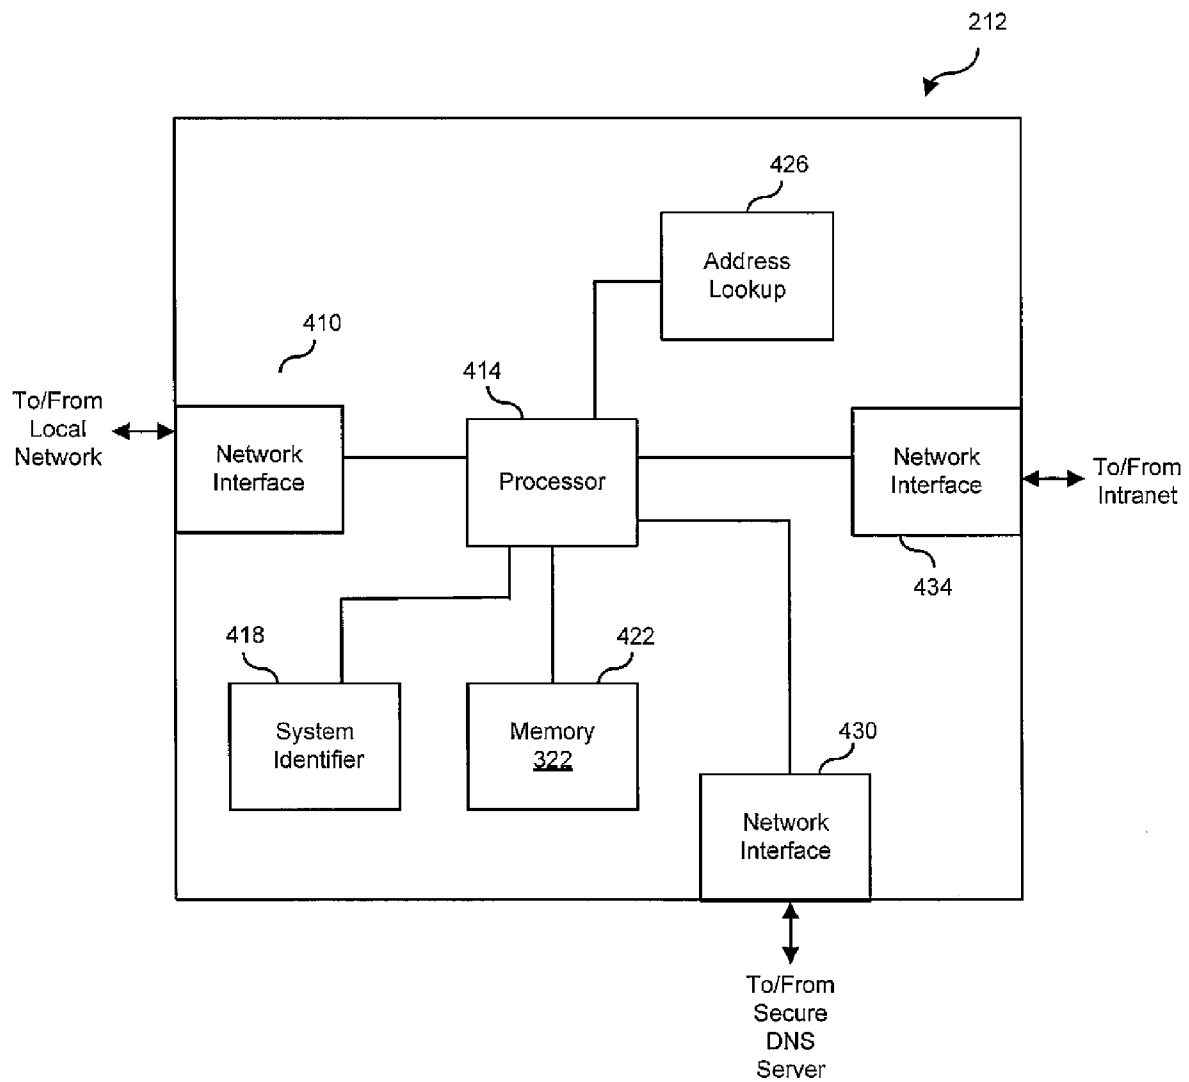 212
426
Address
Lookup
410
414
To/From
Local
Network
Network
Interface
Processor
Network
Interface
To/From
Intranet
434
418
422
System
Identifier
Memory
322
430
Network
Interface
To/From
Secure
DNS
Server